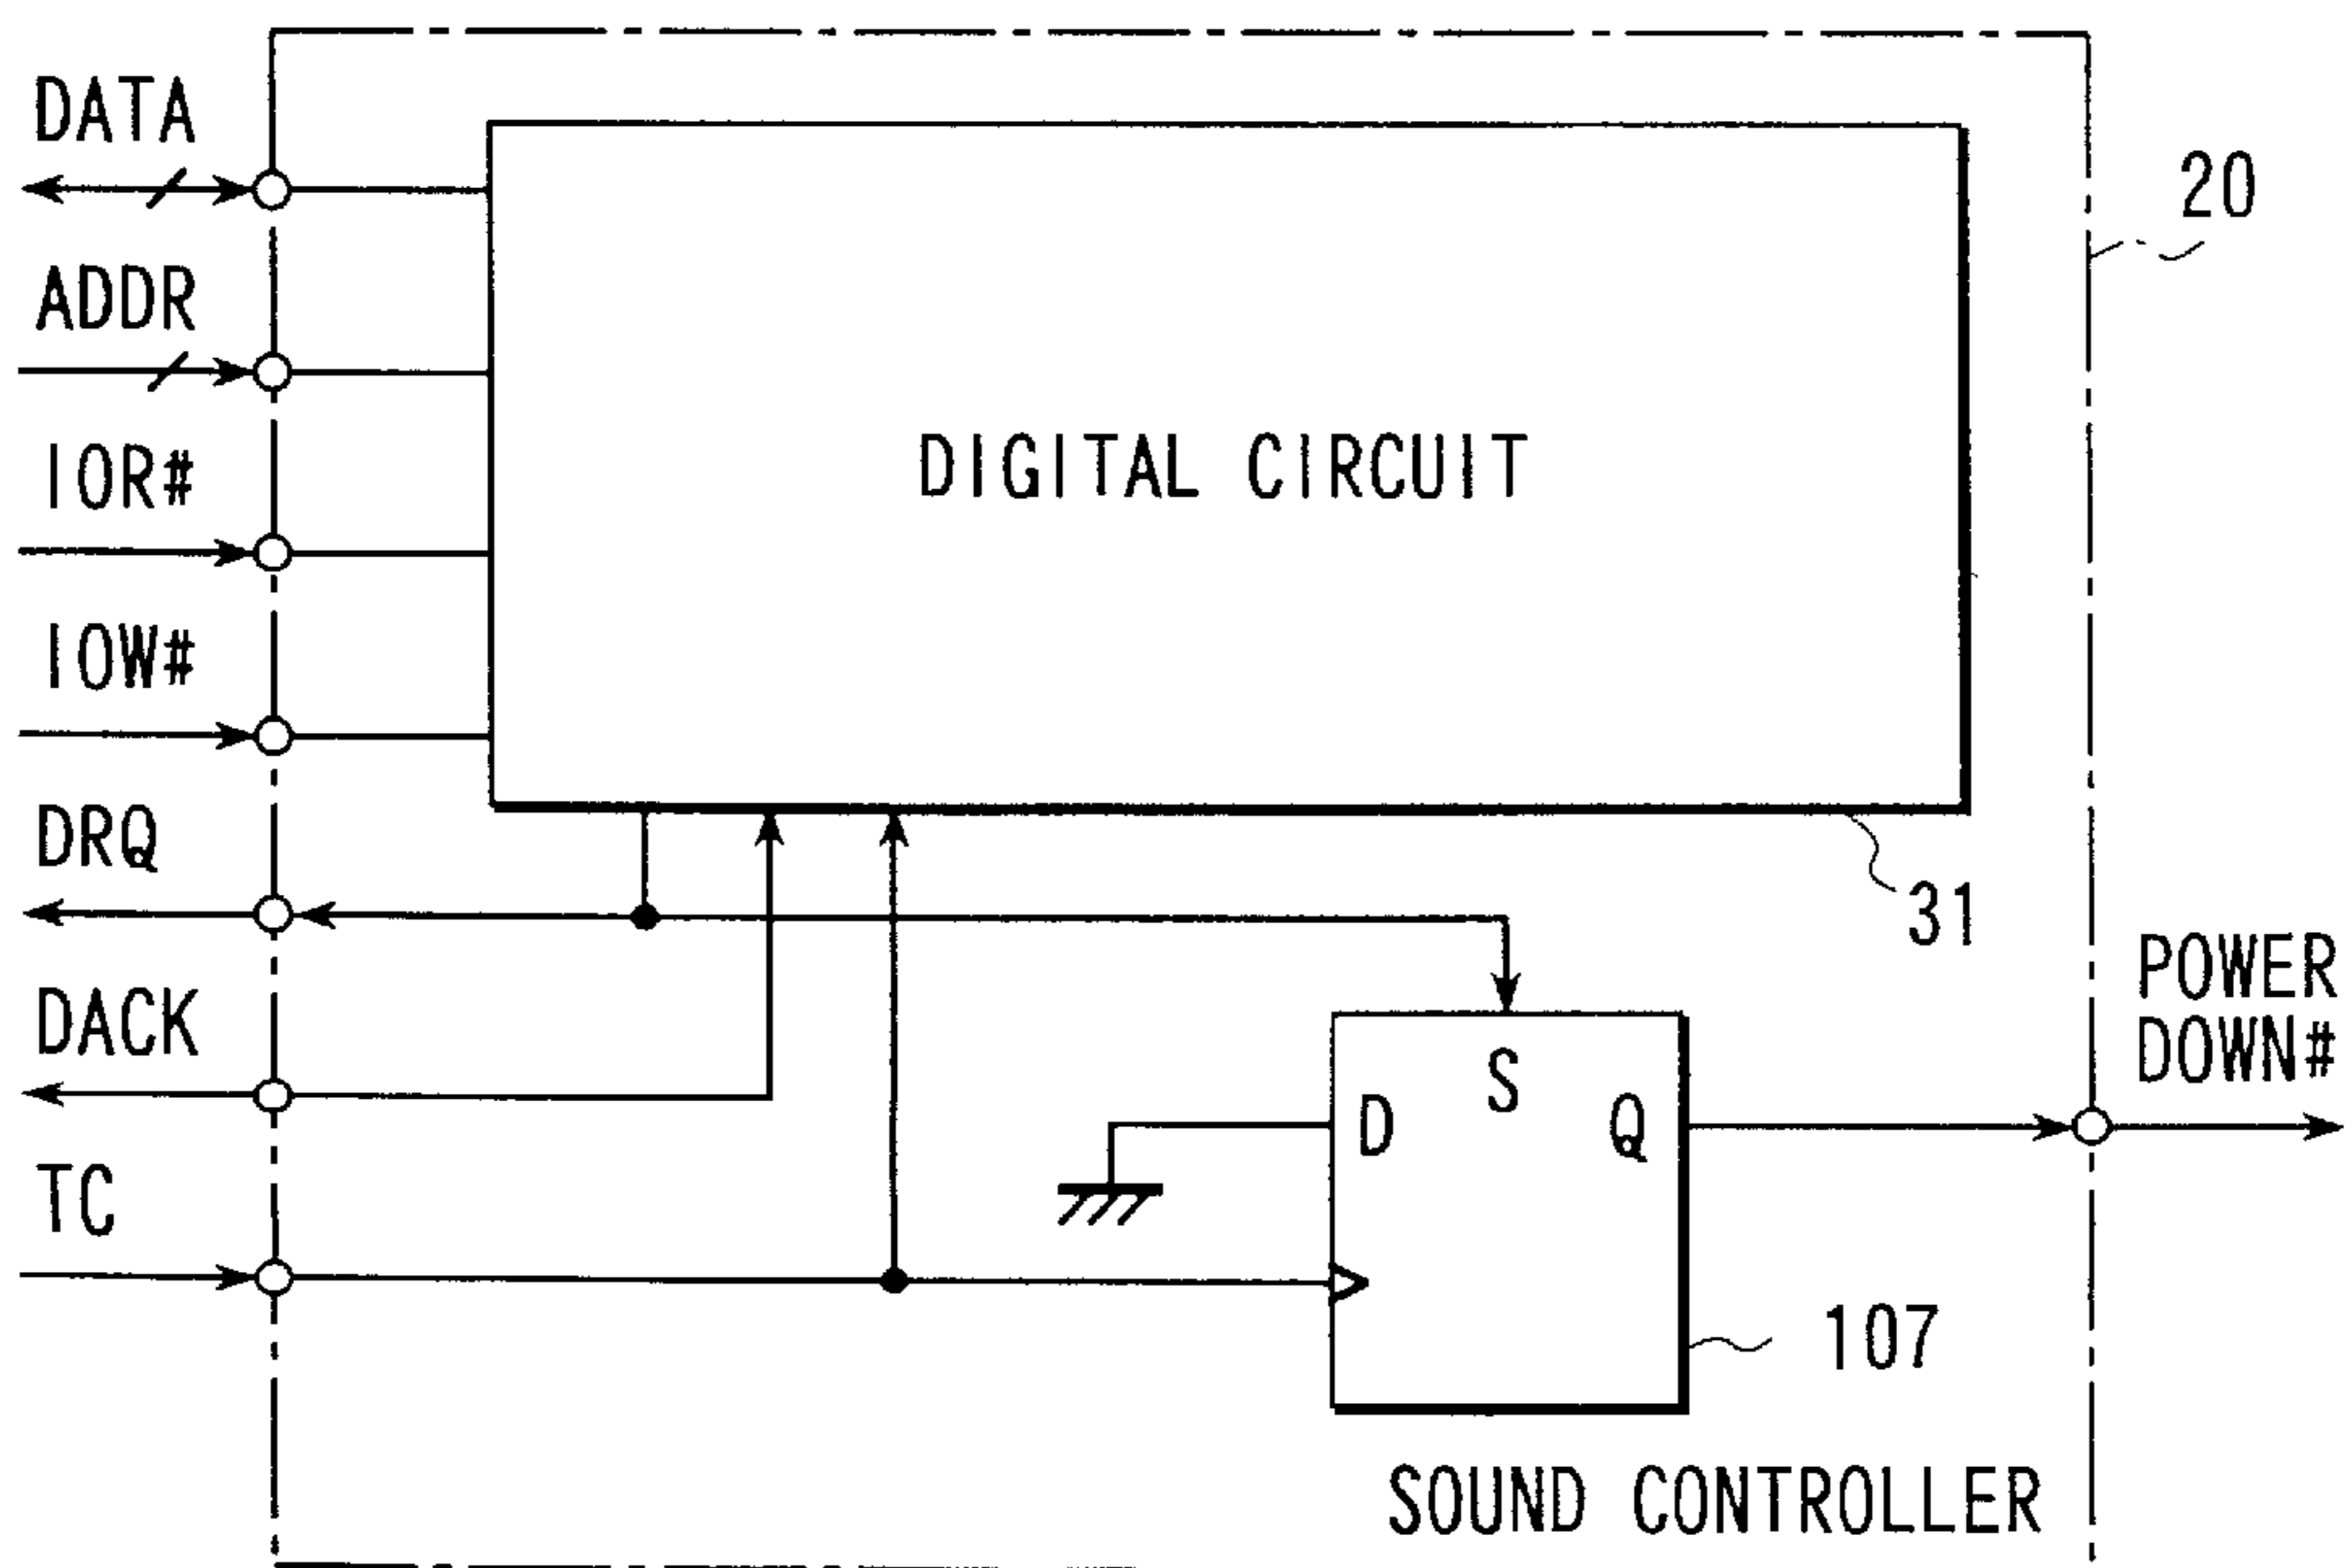 DATA
20
ADDR
DIGITAL CIRCUIT
IOR#
IOW#
DRQ
31
POWER
DOWN#
DACK
S
D
Q
TC
107
SOUND CONTROLLER